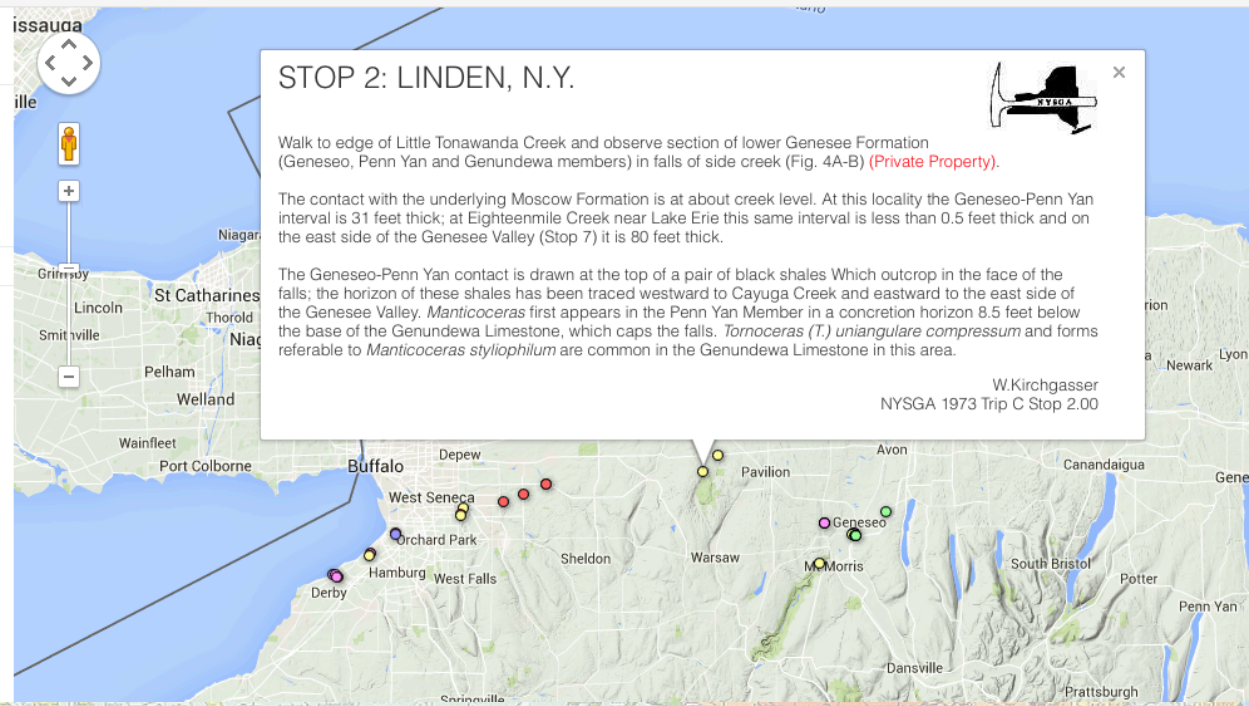 issauga
ille
STOP 2: LINDEN, N.Y.
NYSGA
×
Walk to edge of Little Tonawanda Creek and observe section of lower Genesee Formation
(Geneseo, Penn Yan and Genundewa members) in falls of side creek (Fig. 4A-B) (Private Property).
The contact with the underlying Moscow Formation is at about creek level. At this locality the Geneseo-Penn Yan
interval is 31 feet thick; at Eighteenmile Creek near Lake Erie this same interval is less than 0.5 feet thick and on
the east side of the Genesee Valley (Stop 7) it is 80 feet thick.
The Geneseo-Penn Yan contact is drawn at the top of a pair of black shales Which outcrop in the face of the
falls; the horizon of these shales has been traced westward to Cayuga Creek and eastward to the east side of
the Genesee Valley. Manticoceras first appears in the Penn Yan Member in a concretion horizon 8.5 feet below
the base of the Genundewa Limestone, which caps the falls. Tornoceras (T.) uniangulare compressum and forms
referable to Manticoceras styliophilum are common in the Genundewa Limestone in this area.
W.Kirchgasser
NYSGA 1973 Trip C Stop 2.00
Niagar
Grimsby
Lincoln
St Catharines
Thorold
Smithville
Niag
Pelham
Welland
Wainfleet
Port Colborne
rion
a
Newark
Lyon
Buffalo
Depew
Pavilion
Avon
Canandaigua
Gene
West Seneca
Orchard Park
Geneseo
Sheldon
Warsaw
Mt Morris
South Bristol
Hamburg
West Falls
Potter
Derby
Penn Yan
Dansville
Prattsburgh
Springville